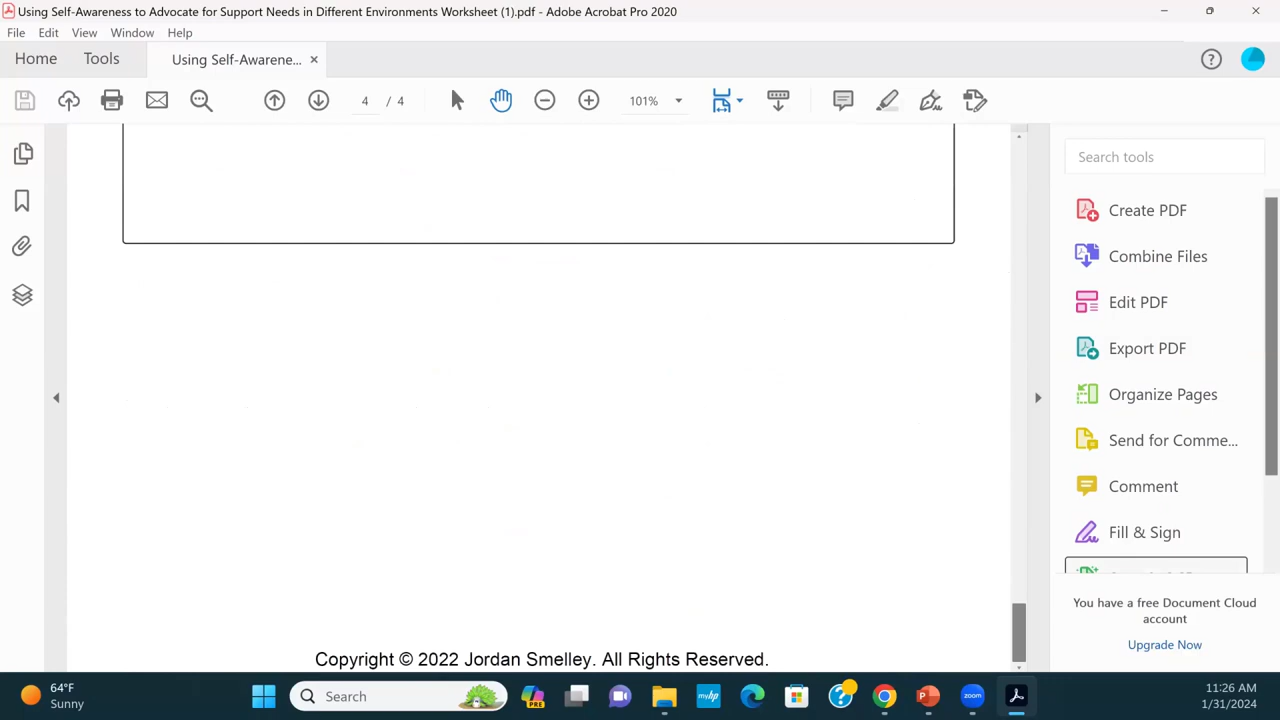 Using Self-Awareness to Advocate for Support Needs in Different Environments Worksheet (1).pdf - Adobe Acrobat Pro 2020
File Edit View Window Help
Home Tools Using Self-Awarene...
4 / 4 101%
Search tools
Create PDF
Combine Files
Edit PDF
Export PDF
Organize Pages
Send for Comme...
Comment
Fill & Sign
You have a free Document Cloud
account
Upgrade Now
Copyright © 2022 Jordan Smelley. All Rights Reserved.
64°F
Sunny
Search
PRE
myhp
zoom
11:26 AM
1/31/2024